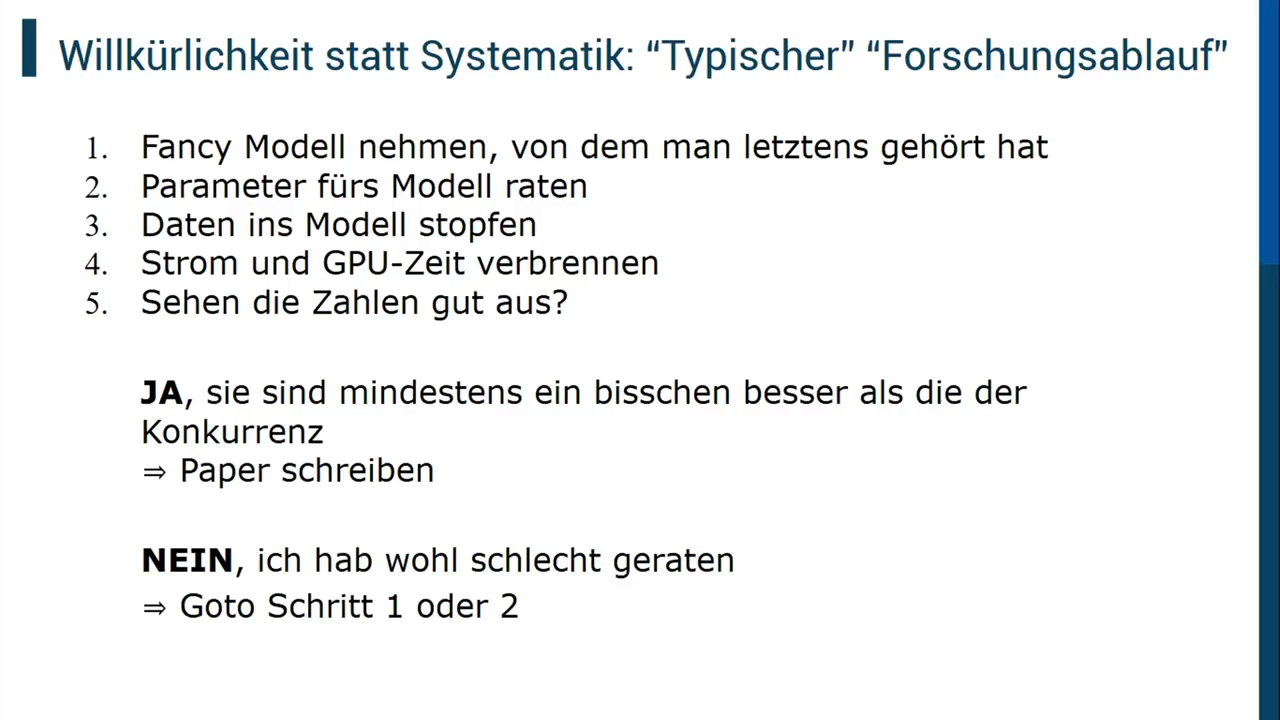 Willkürlichkeit statt Systematik: “Typischer” “Forschungsablauf”
1. Fancy Modell nehmen, von dem man letztens gehört hat
2. Parameter fürs Modell raten
3. Daten ins Modell stopfen
4. Strom und GPU-Zeit verbrennen
5. Sehen die Zahlen gut aus?
JA, sie sind mindestens ein bisschen besser als die der
Konkurrenz
⇒ Paper schreiben
NEIN, ich hab wohl schlecht geraten
⇒ Goto Schritt 1 oder 2